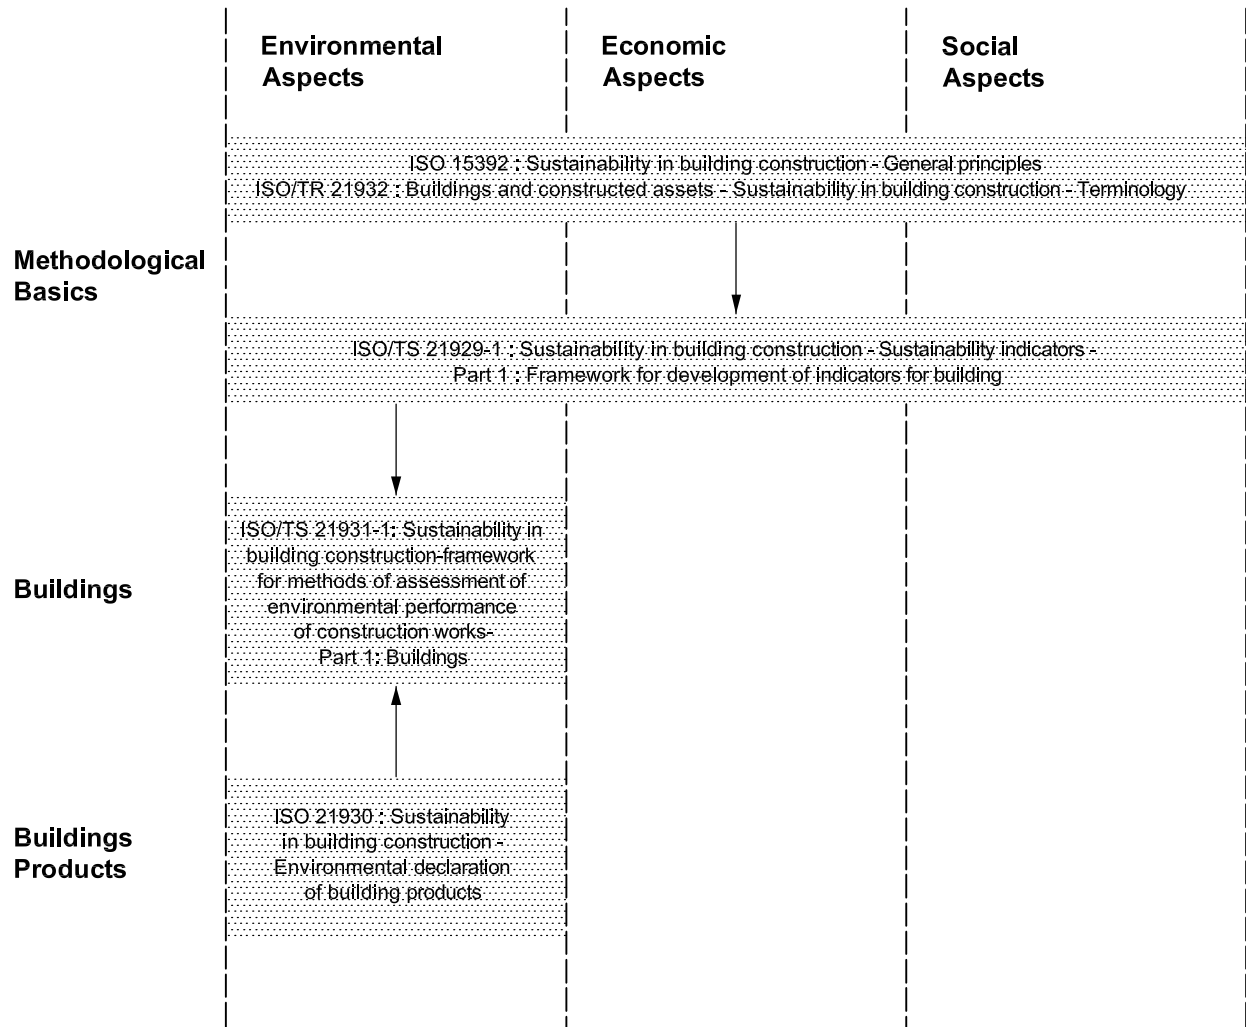 Environmental
Aspects
Economic
Aspects
Social
Aspects
ISO 15392 : Sustainability in building construction - General principles
ISO/TR 21932 : Buildings and constructed assets - Sustainability in building construction - Terminology
Methodological
Basics
ISO/TS 21929-1 : Sustainability in building construction - Sustainability indicators -
Part 1 : Framework for development of indicators for building
Buildings
ISO/TS 21931-1: Sustainability in
building construction-framework
for methods of assessment of
environmental performance
of construction works-
Part 1: Buildings
Buildings
Products
ISO 21930 : Sustainability
in building construction -
Environmental declaration
of building products